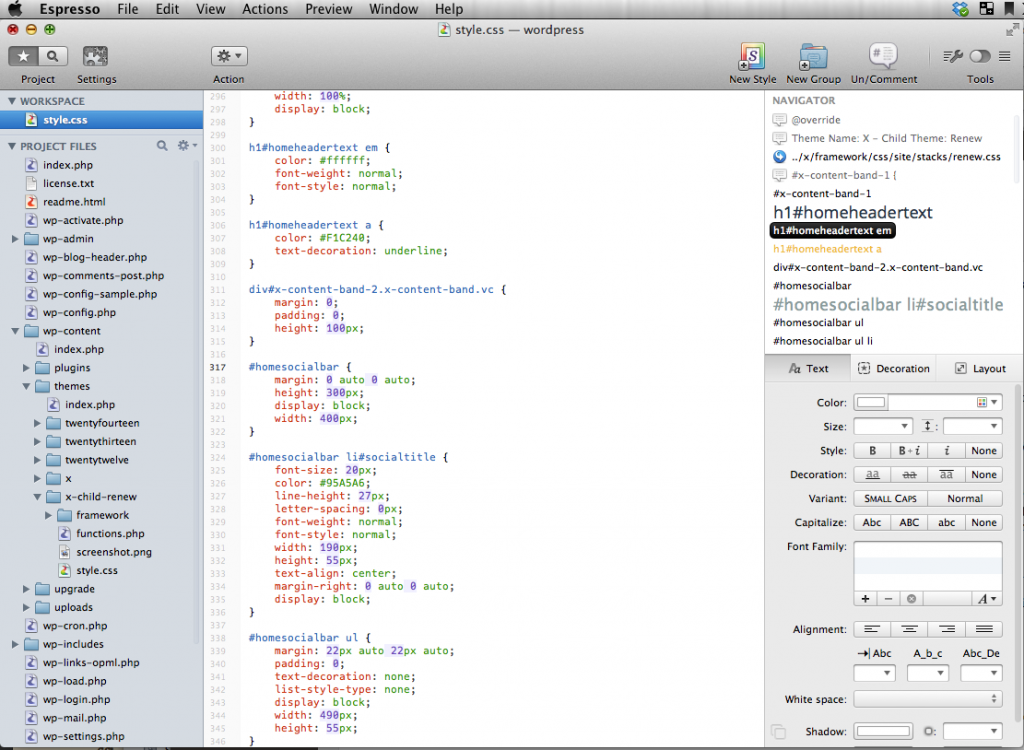 Espresso File Edit View Actions Preview Window Help
style.css — wordpress
Project Settings Action New Style New Group Un/Comment Tools
WORKSPACE
style.css
PROJECT FILES
index.php
license.txt
readme.html
wp-activate.php
wp-admin
wp-blog-header.php
wp-comments-post.php
wp-config-sample.php
wp-config.php
wp-content
index.php
plugins
themes
index.php
twentyfourteen
twentythirteen
twentytwelve
x
x-child-renew
framework
functions.php
screenshot.png
style.css
upgrade
uploads
wp-cron.php
wp-includes
wp-links-opml.php
wp-load.php
wp-login.php
wp-mail.php
wp-settings.php
296 width: 100%;
297 display: block;
298 }
299
300 h1#homeheadertext em {
301 color: #ffffff;
302 font-weight: normal;
303 font-style: normal;
304 }
305
306 h1#homeheadertext a {
307 color: #F1C240;
308 text-decoration: underline;
309 }
310
311 div#x-content-band-2.x-content-band.vc {
312 margin: 0;
313 padding: 0;
314 height: 100px;
315 }
316
317 #homesocialbar {
318 margin: 0 auto 0 auto;
319 height: 300px;
320 display: block;
321 width: 400px;
322 }
323
324 #homesocialbar li#socialtitle {
325 font-size: 20px;
326 color: #95A5A6;
327 line-height: 27px;
328 letter-spacing: 0px;
329 font-weight: normal;
330 font-style: normal;
331 width: 190px;
332 height: 55px;
333 text-align: center;
334 margin-right: 0 auto 0 auto;
335 display: block;
336 }
337
338 #homesocialbar ul {
339 margin: 22px auto 22px auto;
340 padding: 0;
341 text-decoration: none;
342 list-style-type: none;
343 display: block;
344 width: 490px;
345 height: 55px;
346 }
NAVIGATOR
@override
Theme Name: X - Child Theme: Renew
../x/framework/css/site/stacks/renew.css
#x-content-band-1 {
#x-content-band-1
h1#homeheadertext
h1#homeheadertext em
h1#homeheadertext a
div#x-content-band-2.x-content-band.vc
#homesocialbar
#homesocialbar li#socialtitle
#homesocialbar ul
#homesocialbar ul li
Aa Text Decoration Layout
Color:
Size: :
Style: B B+i i None
Decoration: aa aa aa None
Variant: SMALL CAPS Normal
Capitalize: Abc ABC abc None
Font Family:
+ − A
Alignment:
Abc A_b_c Abc_De
White space:
Shadow: